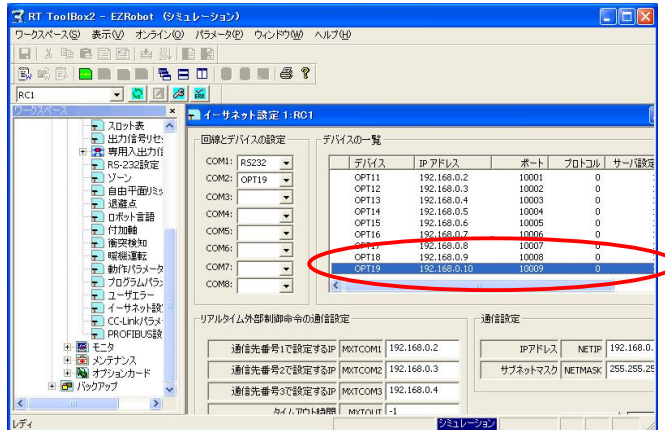 RT ToolBox2 - EZRobot (シミュレーション)
ワークスペース(S) 表示(V) オンライン(O) パラメータ(P) ウィンドウ(W) ヘルプ(H)
RC1
ワークスペース
スロット表
出力信号リセ
専用入出力信
RS-232設定
ゾーン
自由平面リミッ
退避点
ロボット言語
付加軸
衝突検知
暖機運転
動作パラメータ
プログラムパラ
ユーザエラー
イーサネット設
CC-Linkパラメ
PROFIBUS設
モニタ
メンテナンス
オプションカード
バックアップ
イーサネット設定 1:RC1
回線とデバイスの設定
COM1: RS232
COM2: OPT19
COM3:
COM4:
COM5:
COM6:
COM7:
COM8:
デバイスの一覧
デバイス IP アドレス ポート プロトコル サーバ設定
OPT11 192.168.0.2 10001 0
OPT12 192.168.0.3 10002 0
OPT13 192.168.0.4 10003 0
OPT14 192.168.0.5 10004 0
OPT15 192.168.0.6 10005 0
OPT16 192.168.0.7 10006 0
OPT17 192.168.0.8 10007 0
OPT18 192.168.0.9 10008 0
OPT19 192.168.0.10 10009 0
リアルタイム外部制御命令の通信設定
通信先番号1で設定するIP MXTCOM1 192.168.0.2
通信先番号2で設定するIP MXTCOM2 192.168.0.3
通信先番号3で設定するIP MXTCOM3 192.168.0.4
タイムアウト時間 MXTOUT -1
通信設定
IPアドレス NETIP 192.168.0.
サブネットマスク NETMASK 255.255.25
レディ
シミュレーション